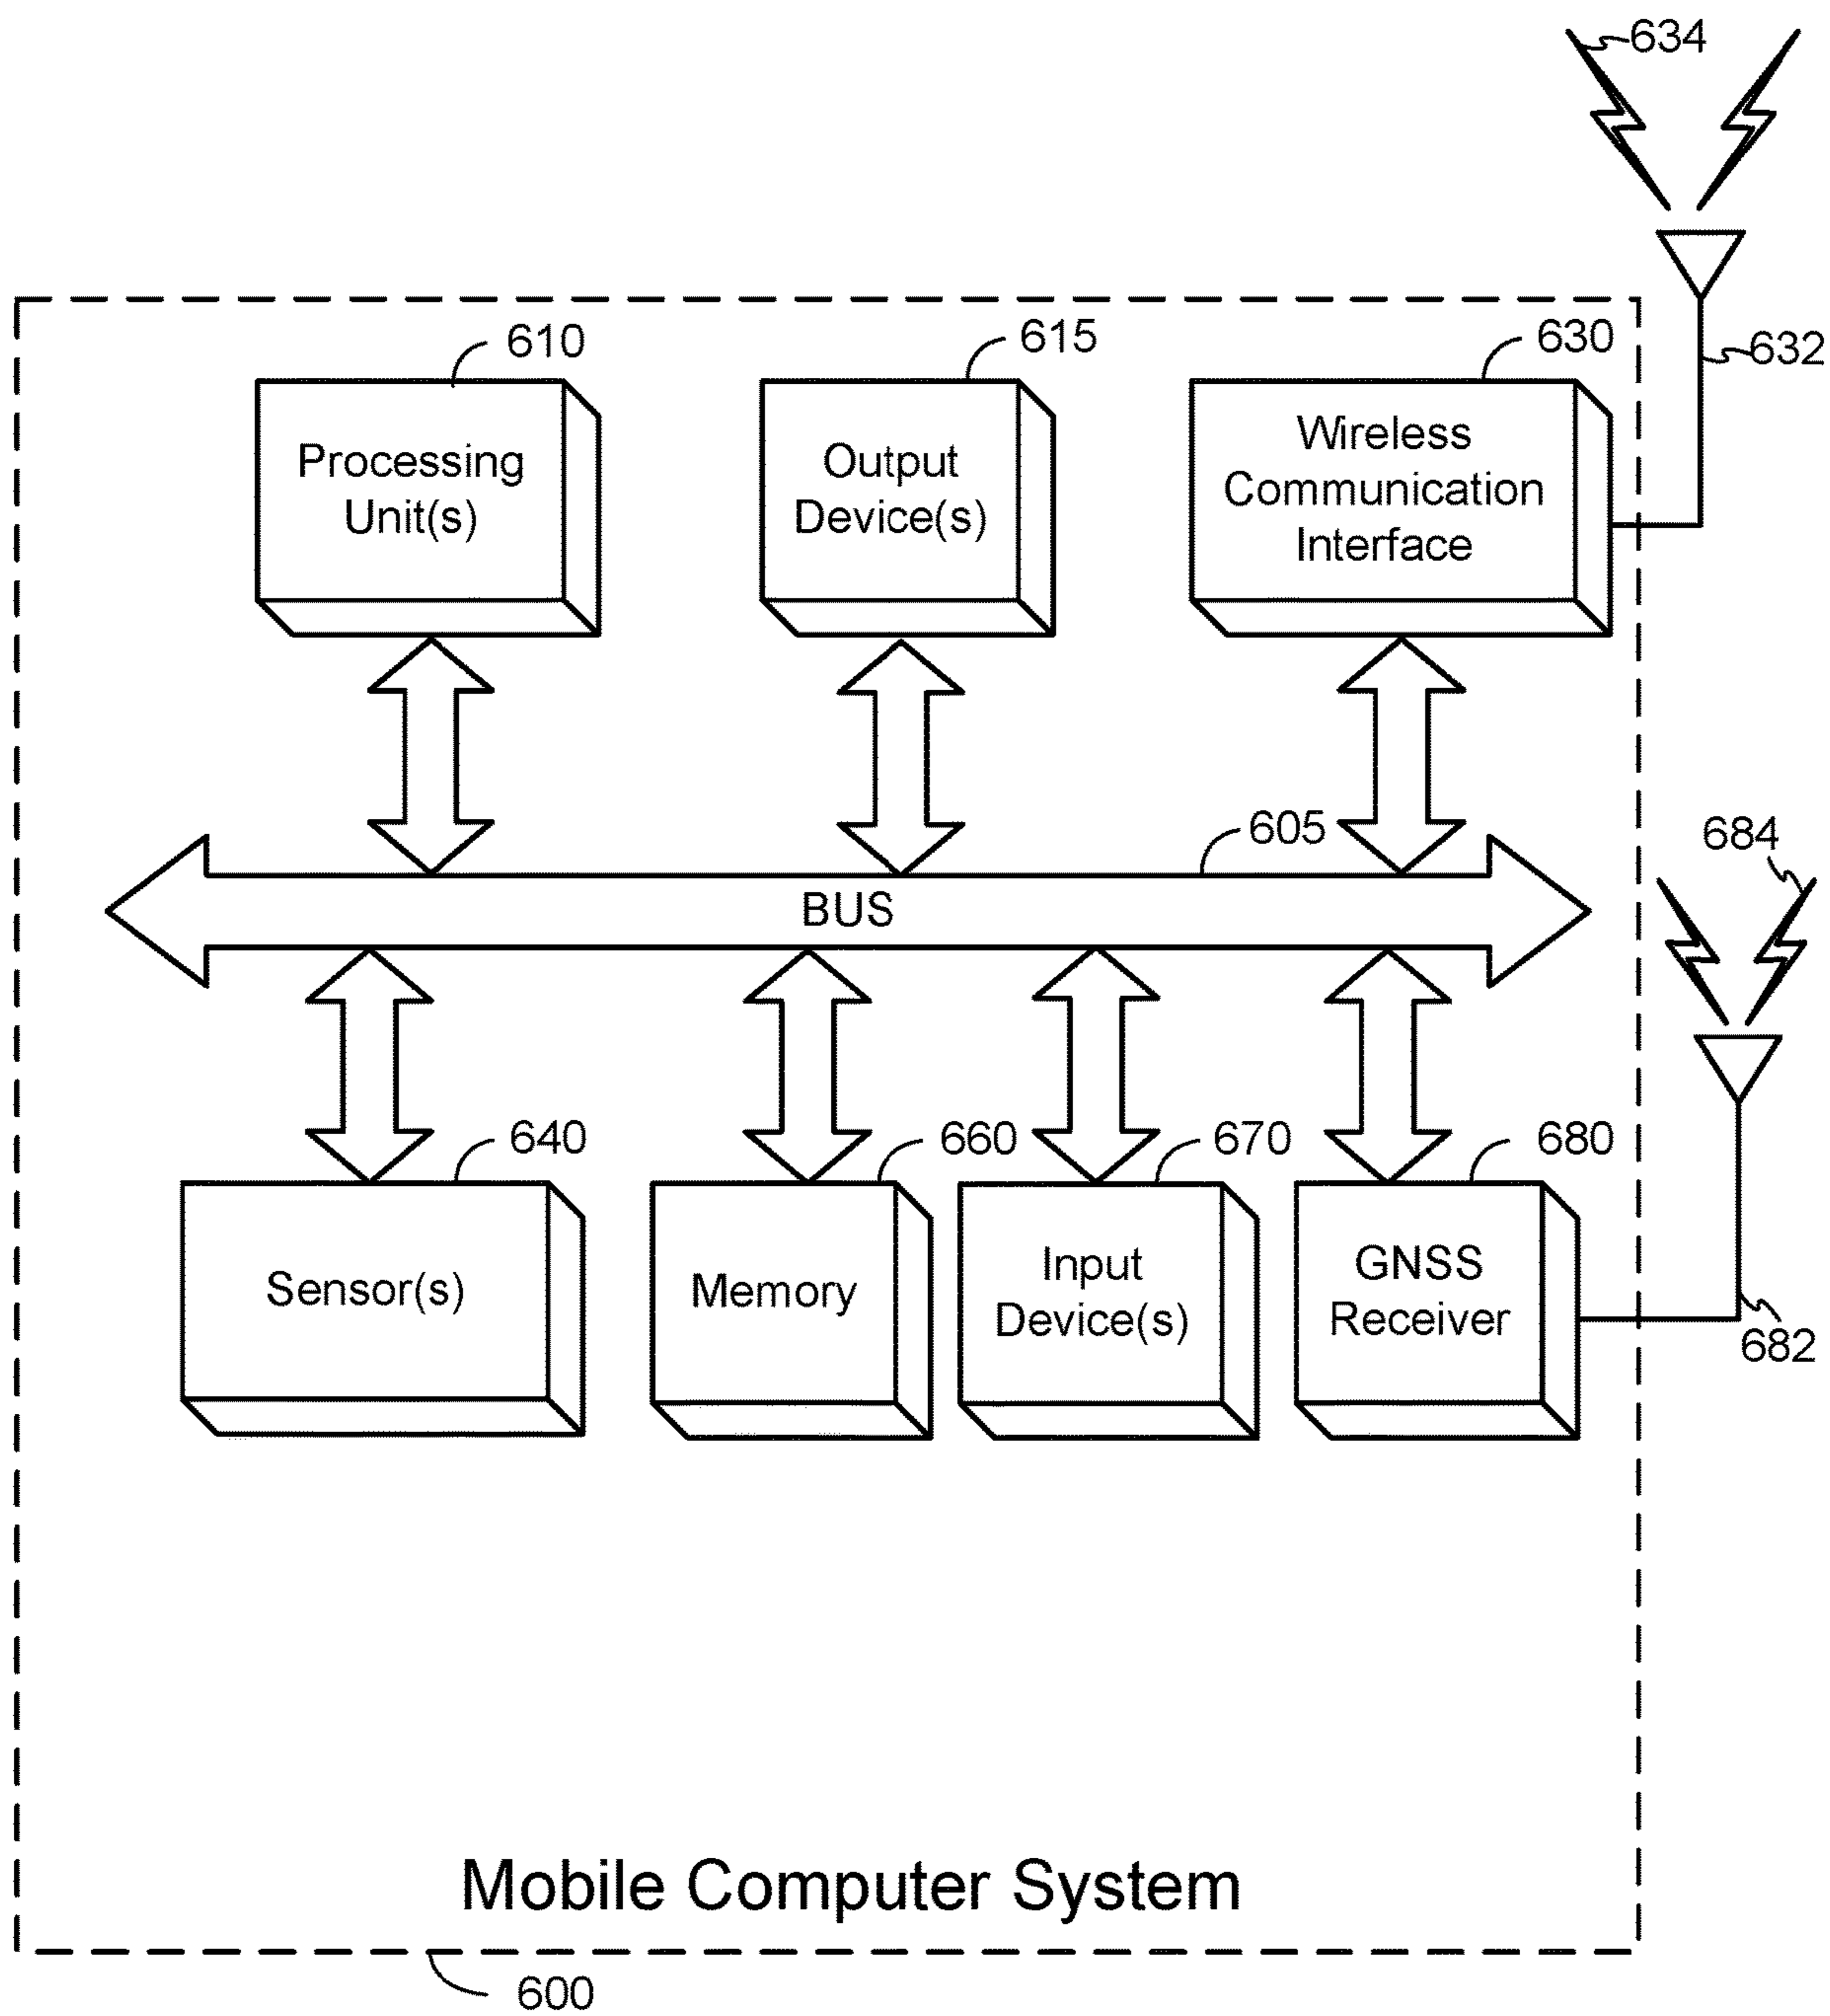 634
610
615
630
632
Processing
Unit(s)
Output
Device(s)
Wireless
Communication
Interface
605
684
BUS
640
660
670
680
Sensor(s)
Memory
Input
Device(s)
GNSS
Receiver
682
Mobile Computer System
600